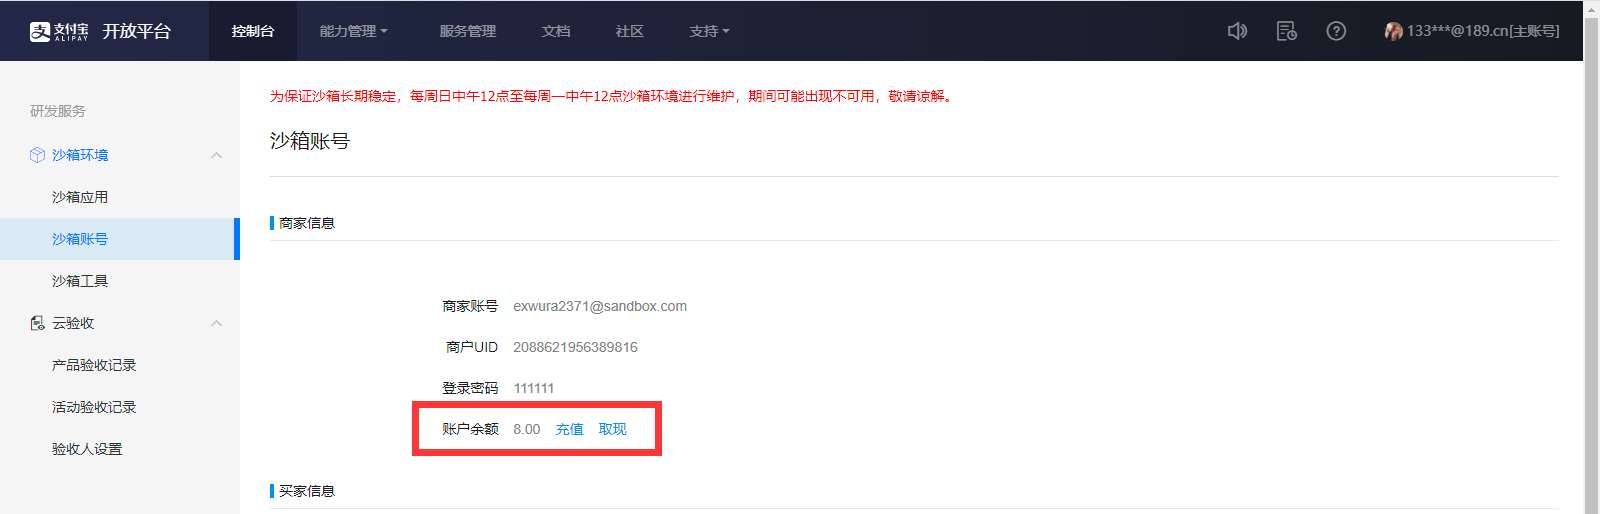 支付宝 ALIPAY 开放平台 控制台 能力管理 服务管理 文档 社区 支持 133***@189.cn[主账号]
研发服务
沙箱环境
沙箱应用
沙箱账号
沙箱工具
云验收
产品验收记录
活动验收记录
验收人设置
为保证沙箱长期稳定，每周日中午12点至每周一中午12点沙箱环境进行维护，期间可能出现不可用，敬请谅解。
沙箱账号
商家信息
商家账号 exwura2371@sandbox.com
商户UID 2088621956389816
登录密码 111111
账户余额 8.00 充值 取现
买家信息